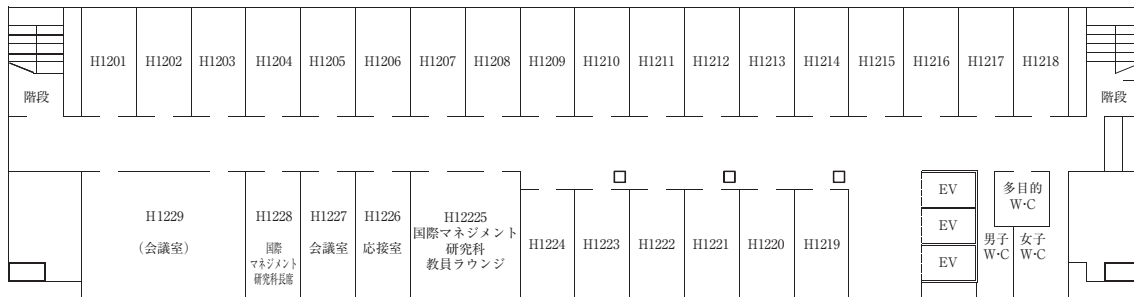 階段
H1201
H1202
H1203
H1204
H1205
H1206
H1207
H1208
H1209
H1210
H1211
H1212
H1213
H1214
H1215
H1216
H1217
H1218
階段
H1229
(会議室)
H1228
国際
マネジメント
研究科長席
H1227
会議室
H1226
応接室
H12225
国際マネジメント
研究科
教員ラウンジ
H1224
H1223
H1222
H1221
H1220
H1219
EV
EV
EV
多目的
W・C
男子
W・C
女子
W・C